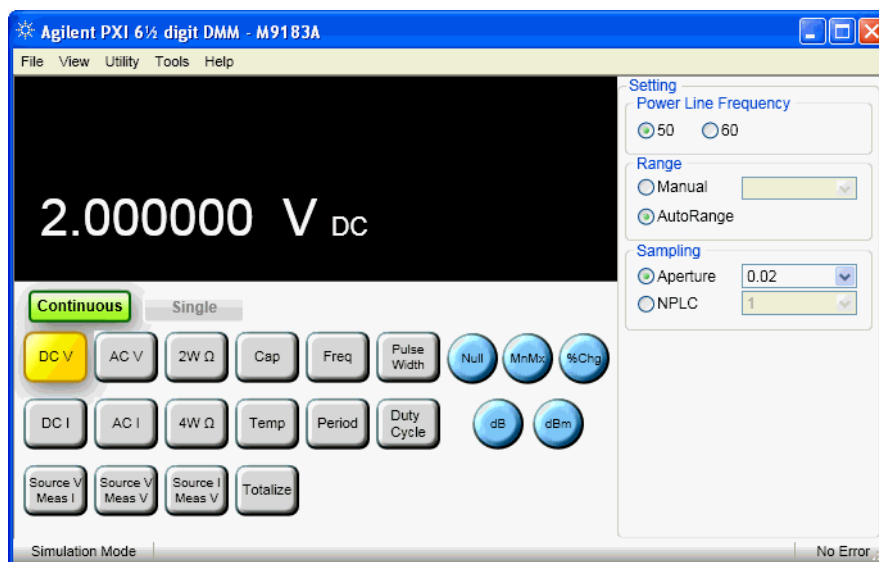 Agilent PXI 6½ digit DMM - M9183A
File View Utility Tools Help
2.000000 V DC
Continuous
Single
DC V
AC V
2W Ω
Cap
Freq
Pulse
Width
Null
MnMx
%Chg
DC I
AC I
4W Ω
Temp
Period
Duty
Cycle
dB
dBm
Source V
Meas I
Source V
Meas V
Source I
Meas V
Totalize
Setting
Power Line Frequency
50 60
Range
Manual
AutoRange
Sampling
Aperture 0.02
NPLC 1
Simulation Mode
No Error